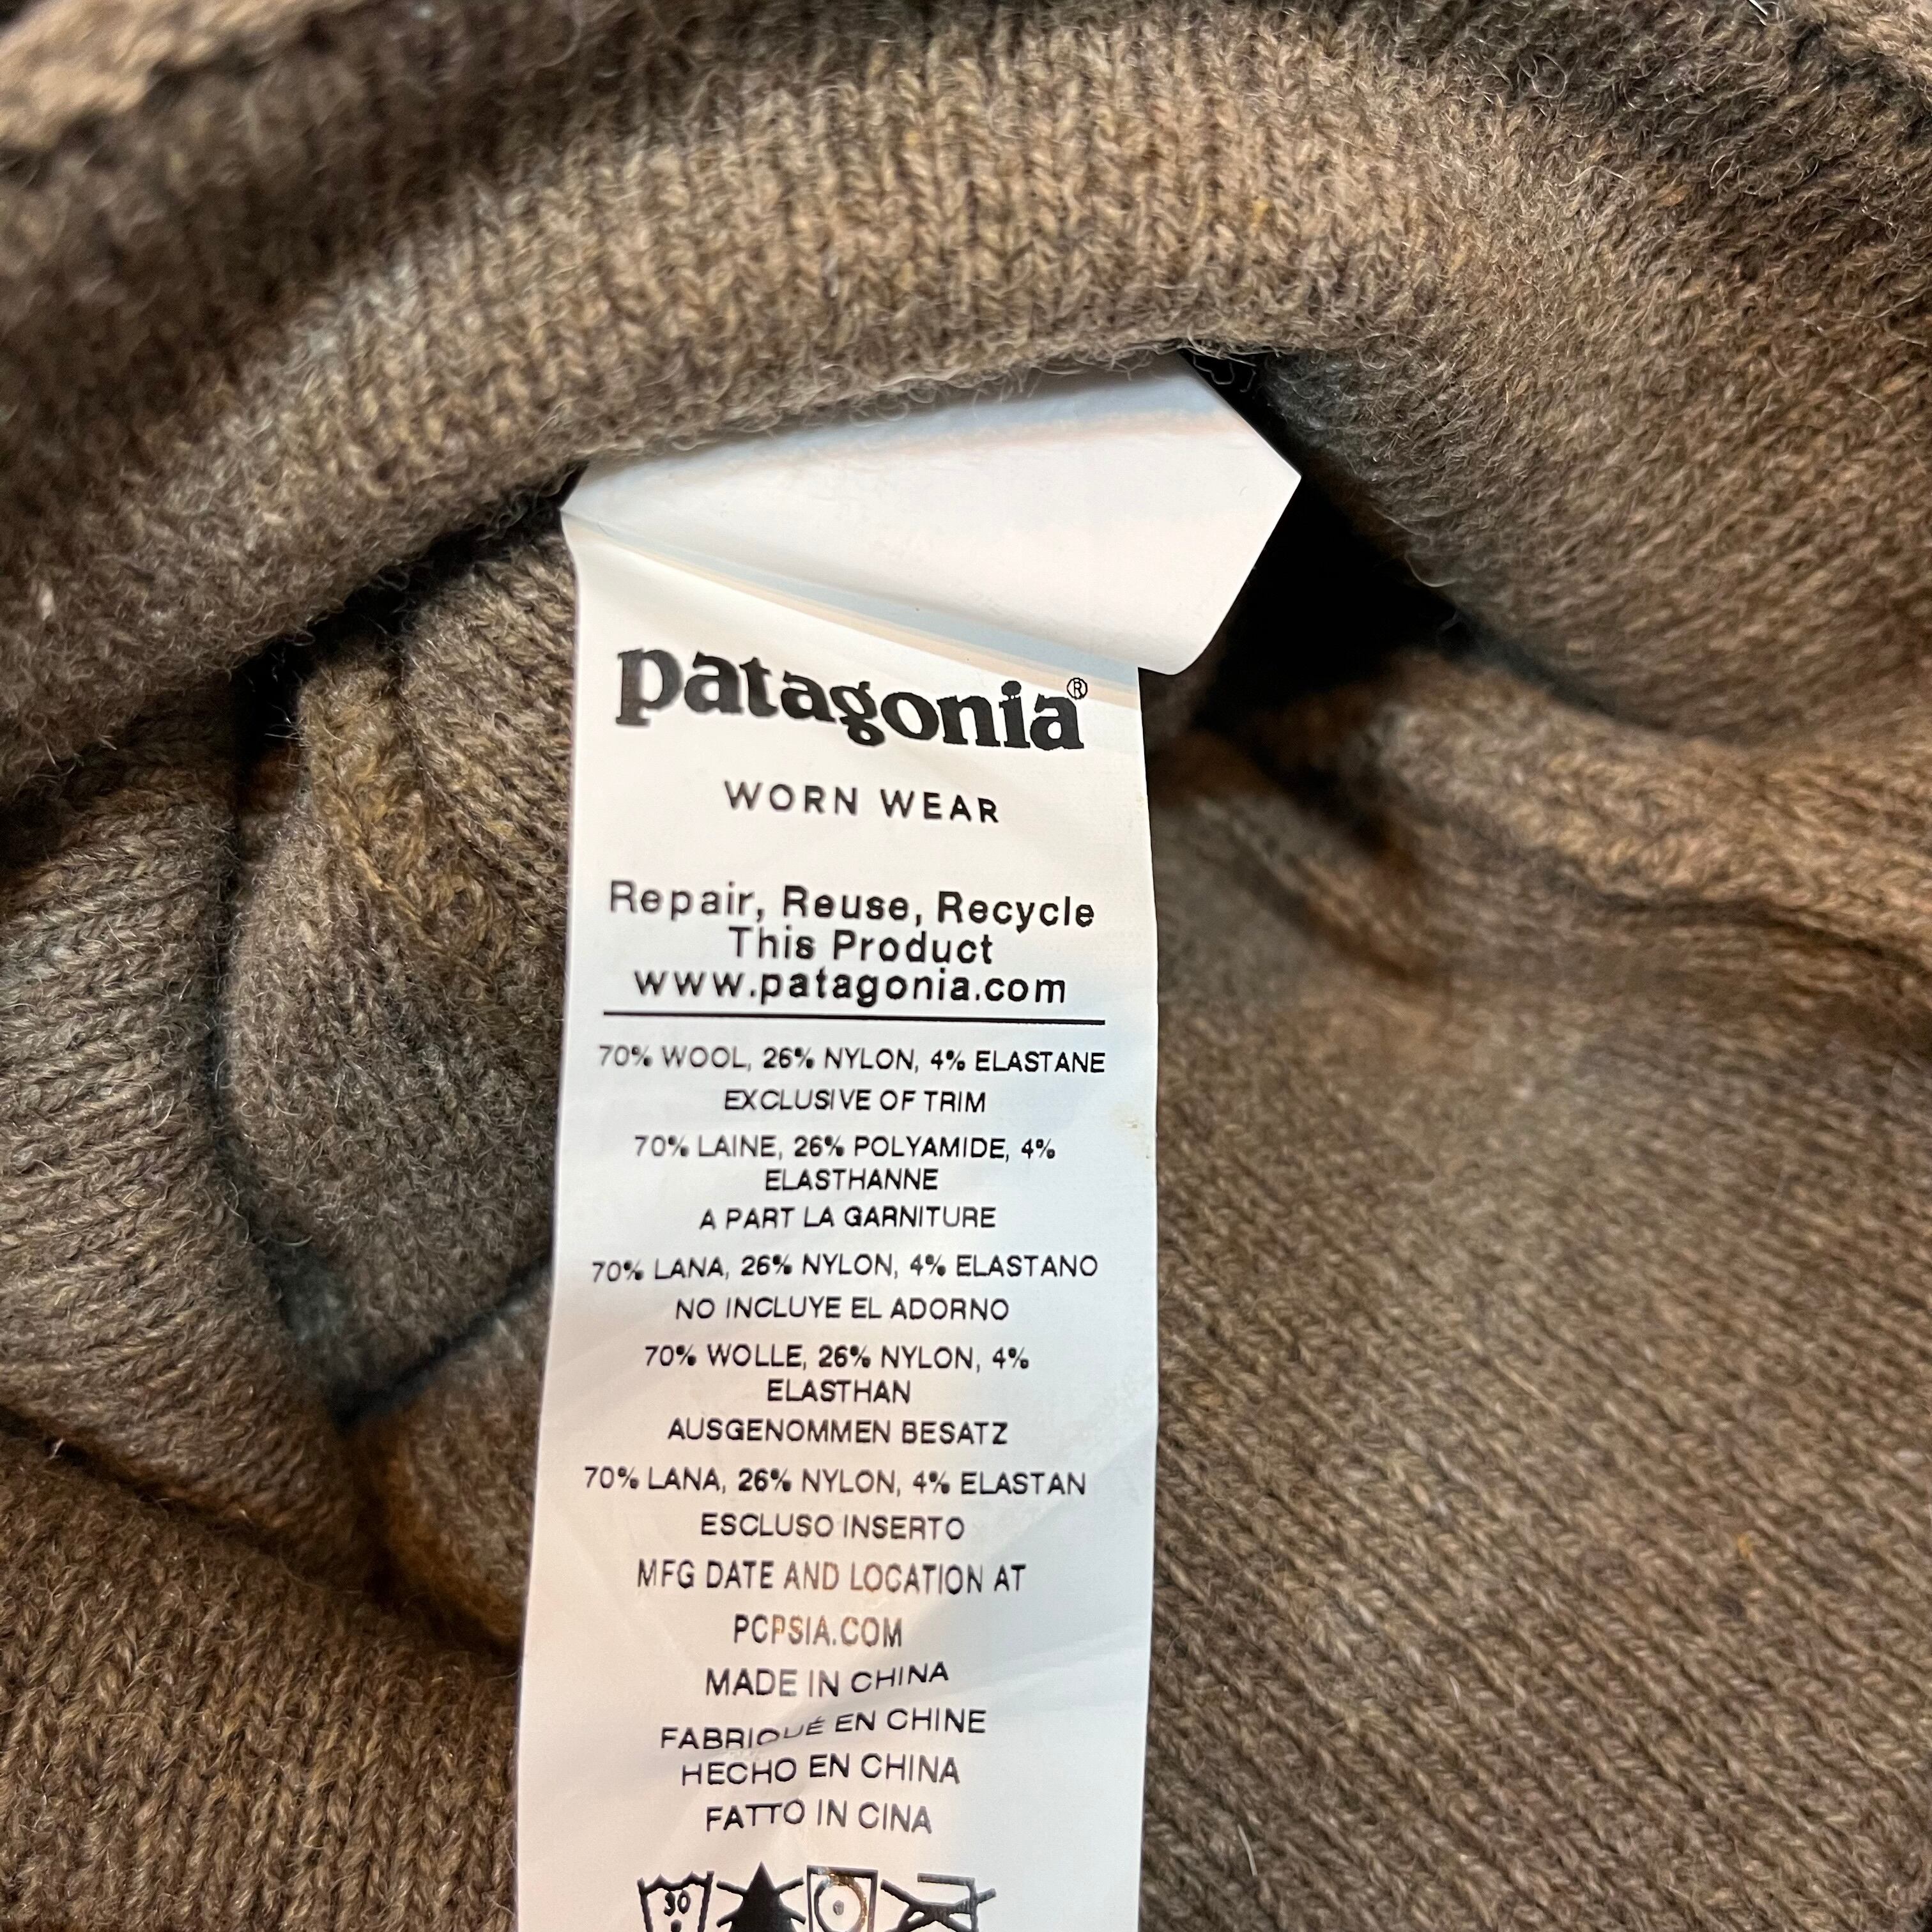 patagonia®
WORN WEAR
Repair, Reuse, Recycle
This Product
www.patagonia.com
70% WOOL, 26% NYLON, 4% ELASTANE
EXCLUSIVE OF TRIM
70% LAINE, 26% POLYAMIDE, 4%
ELASTHANNE
A PART LA GARNITURE
70% LANA, 26% NYLON, 4% ELASTANO
NO INCLUYE EL ADORNO
70% WOLLE, 26% NYLON, 4%
ELASTHAN
AUSGENOMMEN BESATZ
70% LANA, 26% NYLON, 4% ELASTAN
ESCLUSO INSERTO
MFG DATE AND LOCATION AT
PCPSIA.COM
MADE IN CHINA
FABRIQUÉ EN CHINE
HECHO EN CHINA
FATTO IN CINA
30